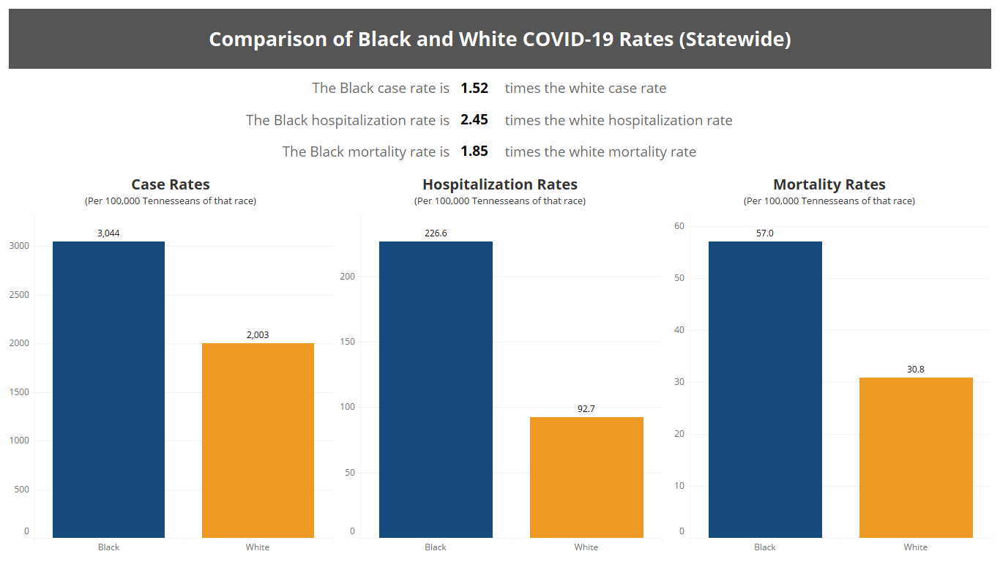 Comparison of Black and White COVID-19 Rates (Statewide)
The Black case rate is 1.52 times the white case rate
The Black hospitalization rate is 2.45 times the white hospitalization rate
The Black mortality rate is 1.85 times the white mortality rate
Case Rates
(Per 100,000 Tennesseans of that race)
3,044
3000
2500
2,003
2000
1500
1000
500
0
Black White
Hospitalization Rates
(Per 100,000 Tennesseans of that race)
226.6
200
150
100
92.7
50
0
Black White
Mortality Rates
(Per 100,000 Tennesseans of that race)
60
57.0
50
40
30.8
30
20
10
0
Black White